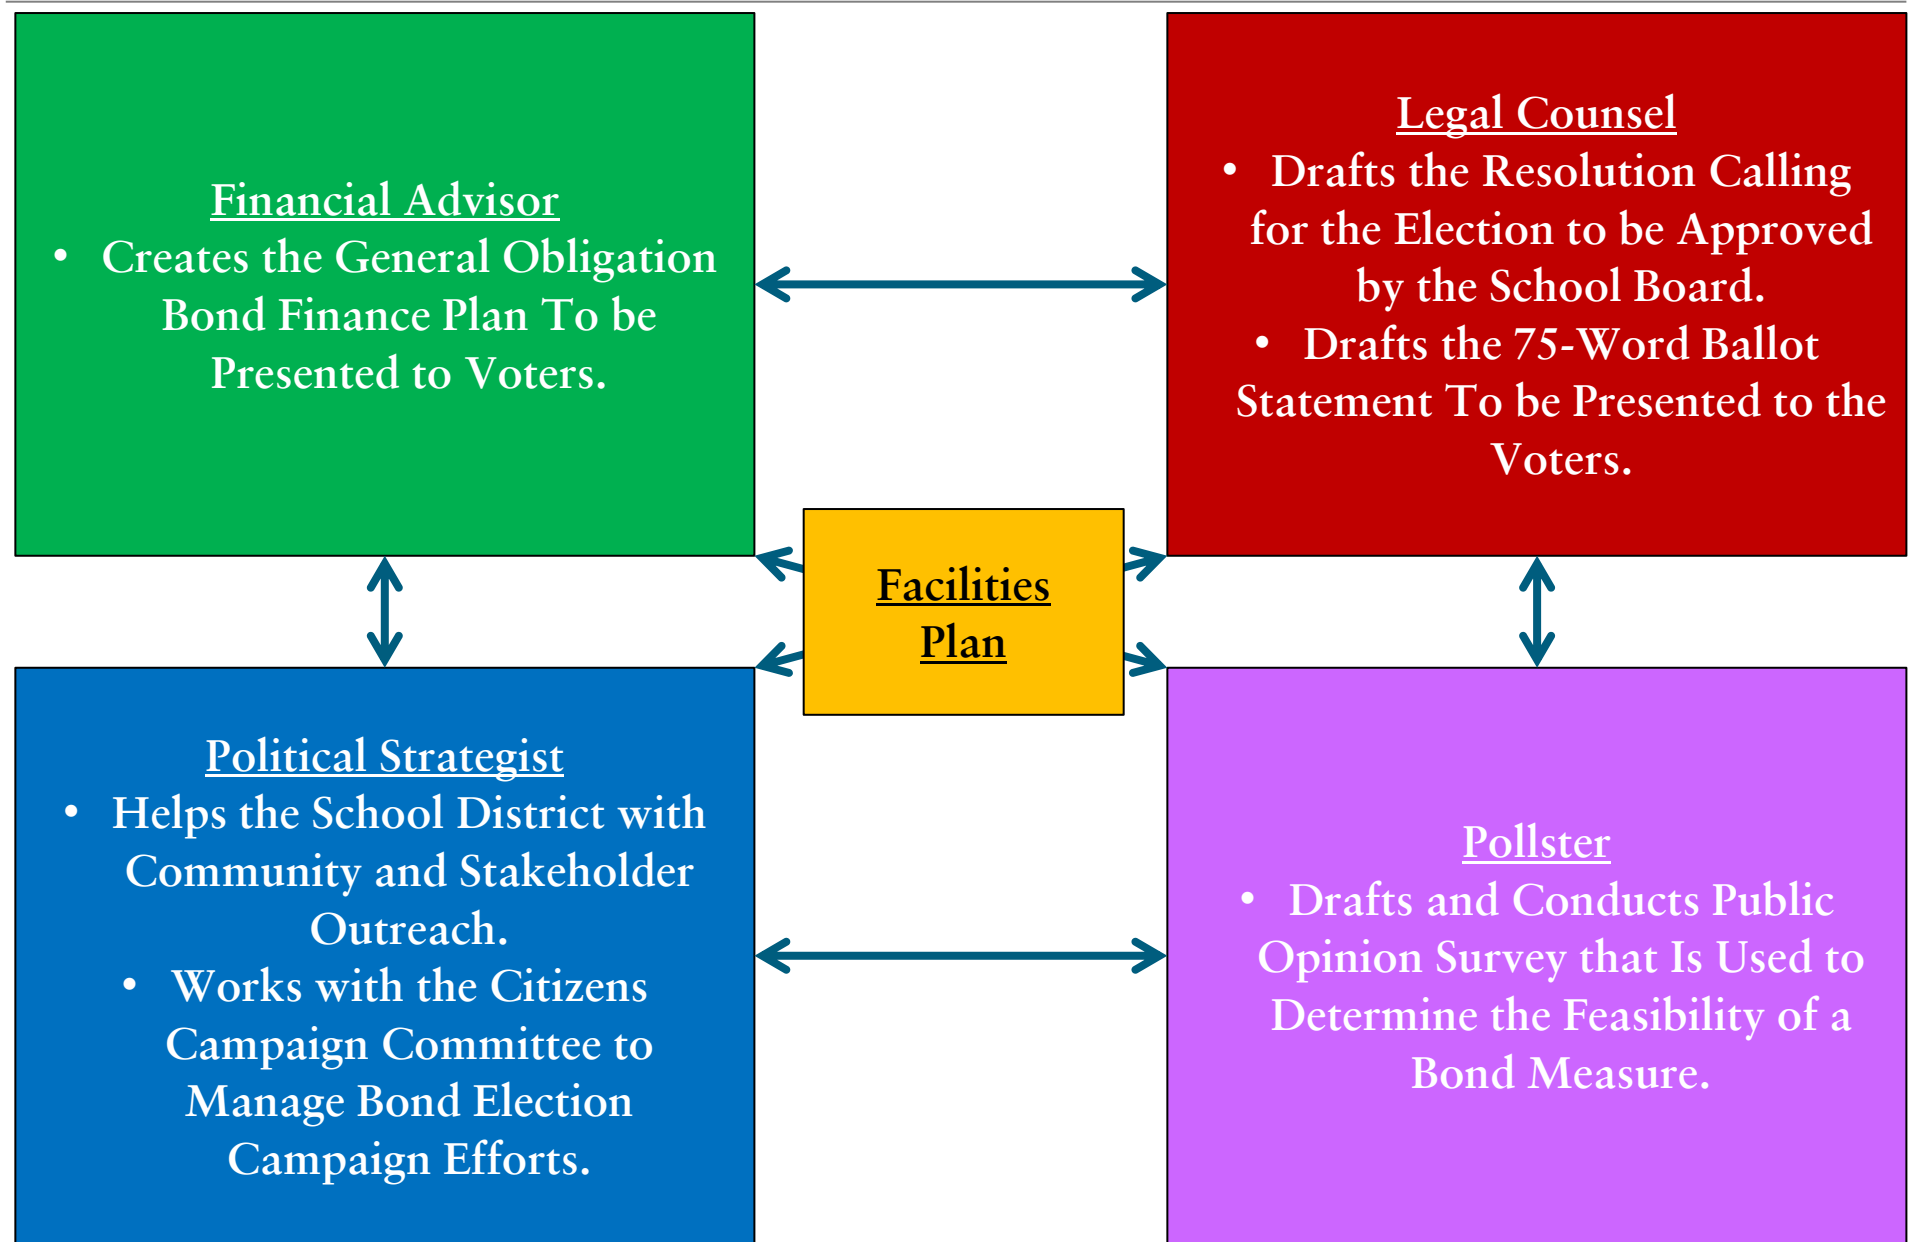 Financial Advisor
• Creates the General Obligation
Bond Finance Plan To be
Presented to Voters.
Legal Counsel
• Drafts the Resolution Calling
for the Election to be Approved
by the School Board.
• Drafts the 75-Word Ballot
Statement To be Presented to the
Voters.
Facilities
Plan
Political Strategist
• Helps the School District with
Community and Stakeholder
Outreach.
• Works with the Citizens
Campaign Committee to
Manage Bond Election
Campaign Efforts.
Pollster
• Drafts and Conducts Public
Opinion Survey that Is Used to
Determine the Feasibility of a
Bond Measure.